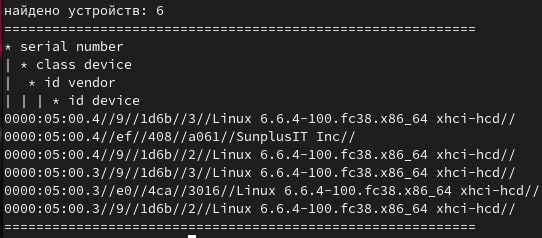 найдено устройств: 6
=========================================================
* serial number
| * class device
|  * id vendor
| | | * id device
0000:05:00.4//9//1d6b//3//Linux 6.6.4-100.fc38.x86_64 xhci-hcd//
0000:05:00.4//ef//408//a061//SunplusIT Inc//
0000:05:00.4//9//1d6b//2//Linux 6.6.4-100.fc38.x86_64 xhci-hcd//
0000:05:00.3//9//1d6b//3//Linux 6.6.4-100.fc38.x86_64 xhci-hcd//
0000:05:00.3//e0//4ca//3016//Linux 6.6.4-100.fc38.x86_64 xhci-hcd//
0000:05:00.3//9//1d6b//2//Linux 6.6.4-100.fc38.x86_64 xhci-hcd//
=========================================================